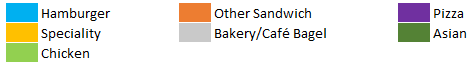 Hamburger Other Sandwich Pizza
Speciality Bakery/Café Bagel Asian
Chicken